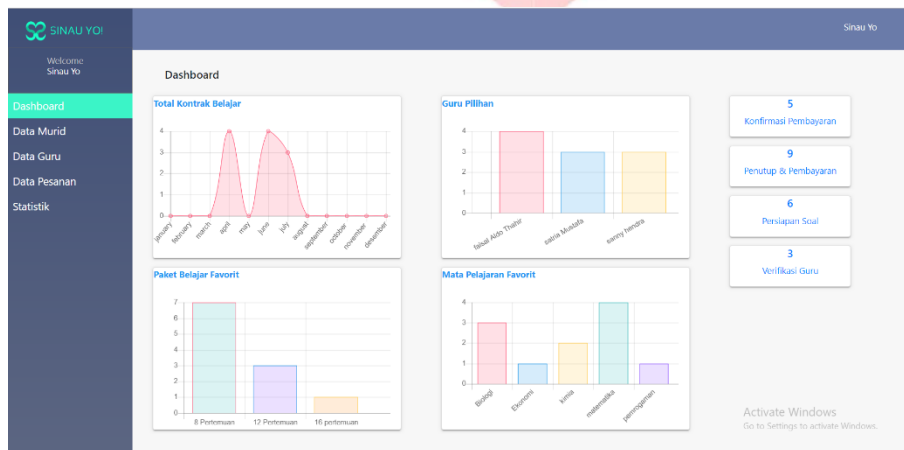 SINAU YO!
Sinau Yo
Welcome
Sinau Yo
Dashboard
Data Murid
Data Guru
Data Pesanan
Statistik
Dashboard
Total Kontrak Belajar
4
3
2
1
0
january
february
march
april
may
june
july
august
september
october
november
desember
Guru Pilihan
4
3
2
1
0
faisal Aldo Thahir
satria Mustafa
sanny hendra
5
Konfirmasi Pembayaran
9
Penutup & Pembayaran
6
Persiapan Soal
3
Verifikasi Guru
Paket Belajar Favorit
7
6
5
4
3
2
1
0
8 Pertemuan
12 Pertemuan
16 pertemuan
Mata Pelajaran Favorit
4
3
2
1
0
Biologi
Ekonomi
kimia
matematika
pemrogaman
Activate Windows
Go to Settings to activate Windows.